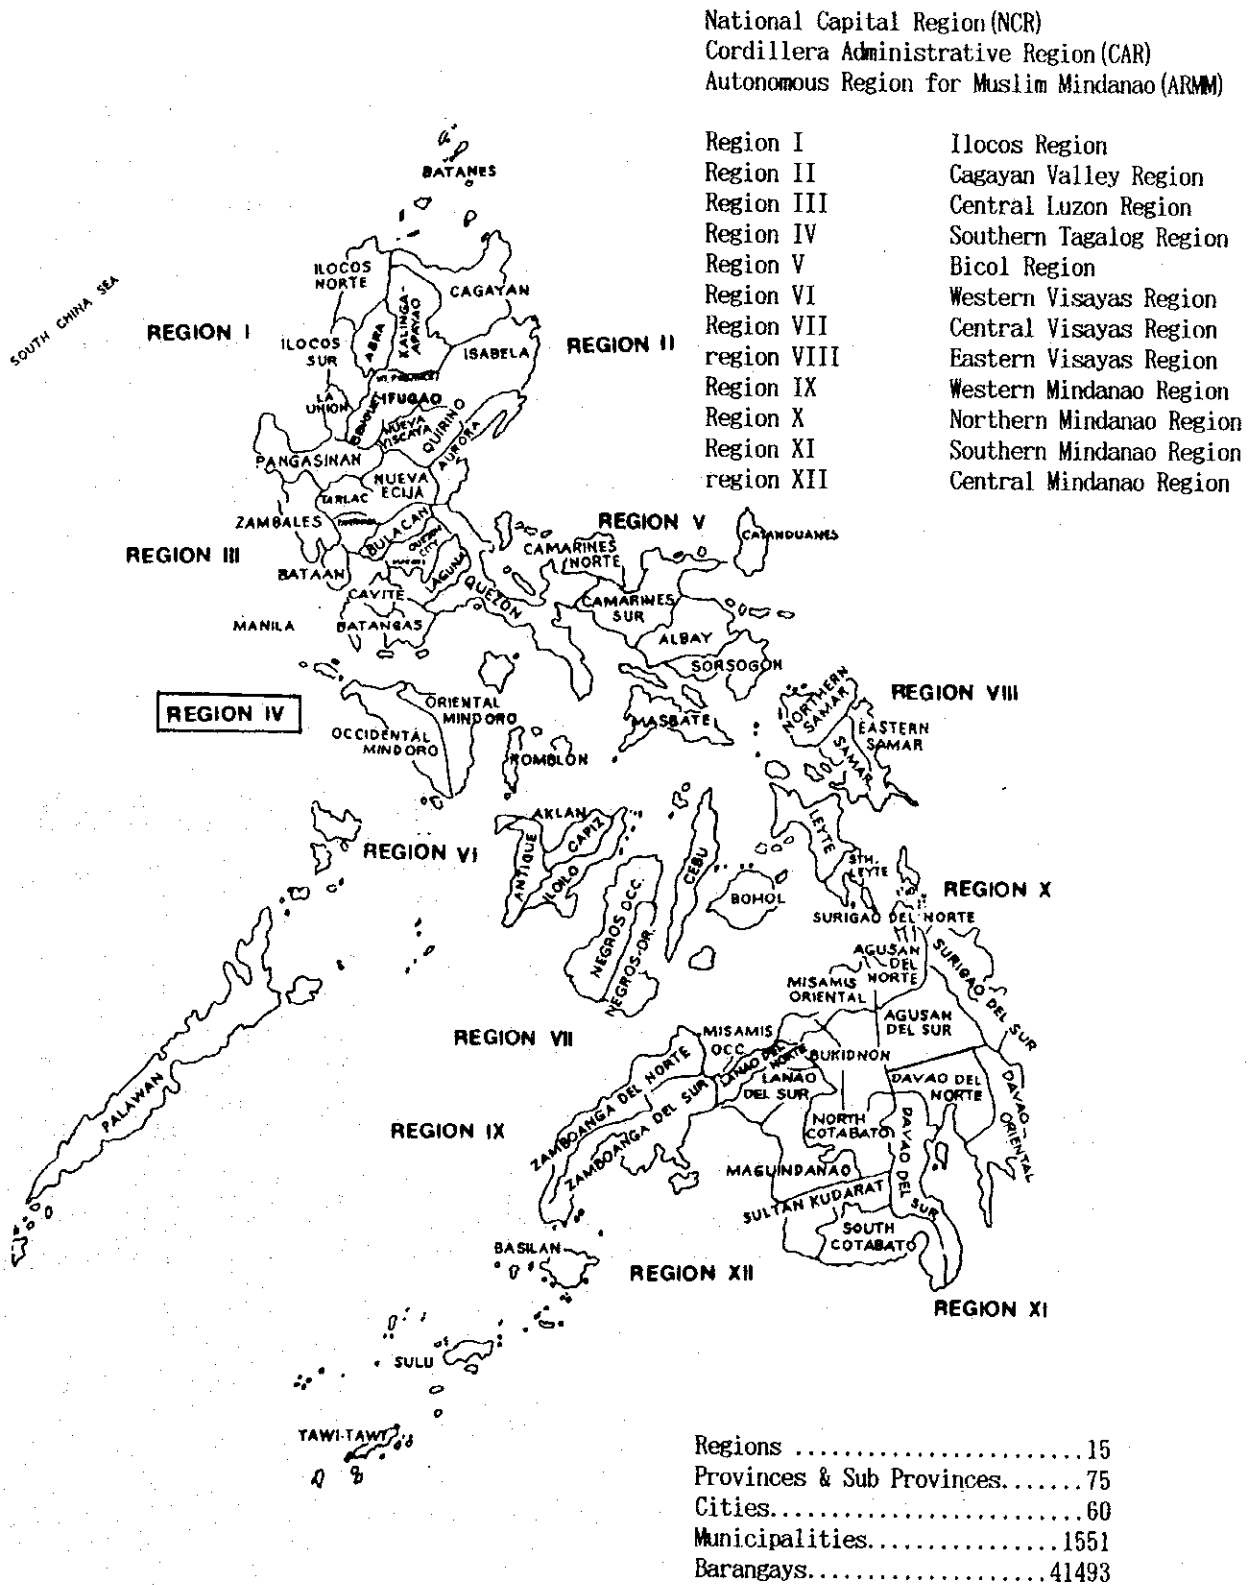 National Capital Region(NCR)
Cordillera Administrative Region(CAR)
Autonomous Region for Muslim Mindanao(ARMM)
Region I Ilocos Region
Region II Cagayan Valley Region
Region III Central Luzon Region
Region IV Southern Tagalog Region
Region V Bicol Region
Region VI Western Visayas Region
Region VII Central Visayas Region
region VIII Eastern Visayas Region
Region IX Western Mindanao Region
Region X Northern Mindanao Region
Region XI Southern Mindanao Region
region XII Central Mindanao Region
BATANES
SOUTH CHINA SEA
ILOCOS
NORTE
CAGAYAN
KALINGA-
APAYAO
ABRA
REGION I
ILOCOS
SUR
ISABELA
REGION II
LA
UNION
BENGUET
IFUGAO
NUEVA
VISCAYA
QUIRINO
AURORA
PANGASINAN
NUEVA
ECIJA
TARLAC
ZAMBALES
BULACAN
QUEZON
CITY
REGION III
BATAAN
LAGUNA
CAVITE
QUEZON
MANILA
BATANGAS
REGION V
CATANDUANES
CAMARINES
NORTE
CAMARINES
SUR
ALBAY
SORSOGON
REGION IV
ORIENTAL
MINDORO
OCCIDENTAL
MINDORO
ROMBLON
MASBATE
NORTHERN
SAMAR
REGION VIII
EASTERN
SAMAR
SAMAR
REGION VI
AKLAN
CAPIZ
ANTIQUE
ILOILO
NEGROS OCC.
NEGROS-OR.
CEBU
BOHOL
LEYTE
STH.
LEYTE
REGION X
SURIGAO DEL NORTE
AGUSAN
DEL
NORTE
SURIGAO DEL SUR
MISAMIS
ORIENTAL
AGUSAN
DEL SUR
PALAWAN
REGION VII
MISAMIS
OCC
LANAO DEL
NORTE
BUKIDNON
LANAO
DEL SUR
DAVAO DEL
NORTE
DAVAO-
ORIENTAL
ZAMBOANGA DEL NORTE
ZAMBOANGA DEL SUR
REGION IX
NORTH
COTABATO
DAVAO DEL SUR
MAGUNDANAO
SULTAN KUDARAT
SOUTH
COTABATO
BASILAN
REGION XII
REGION XI
SULU
TAWI-TAWI
Regions .......................15
Provinces & Sub Provinces.......75
Cities..........................60
Municipalities................1551
Barangays....................41493